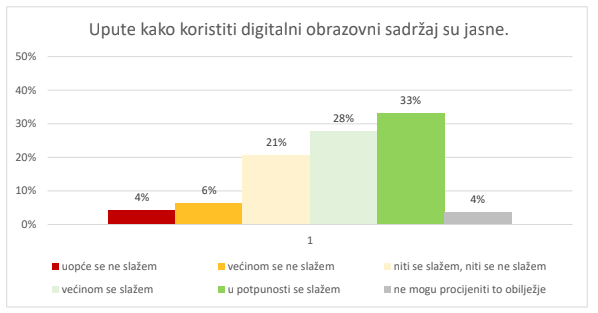 Upute kako koristiti digitalni obrazovni sadržaj su jasne.
50%
40%
30%
20%
10%
0%
4%
6%
21%
28%
33%
4%
1
uopće se ne slažem
većinom se ne slažem
niti se slažem, niti se ne slažem
većinom se slažem
u potpunosti se slažem
ne mogu procijeniti to obilježje